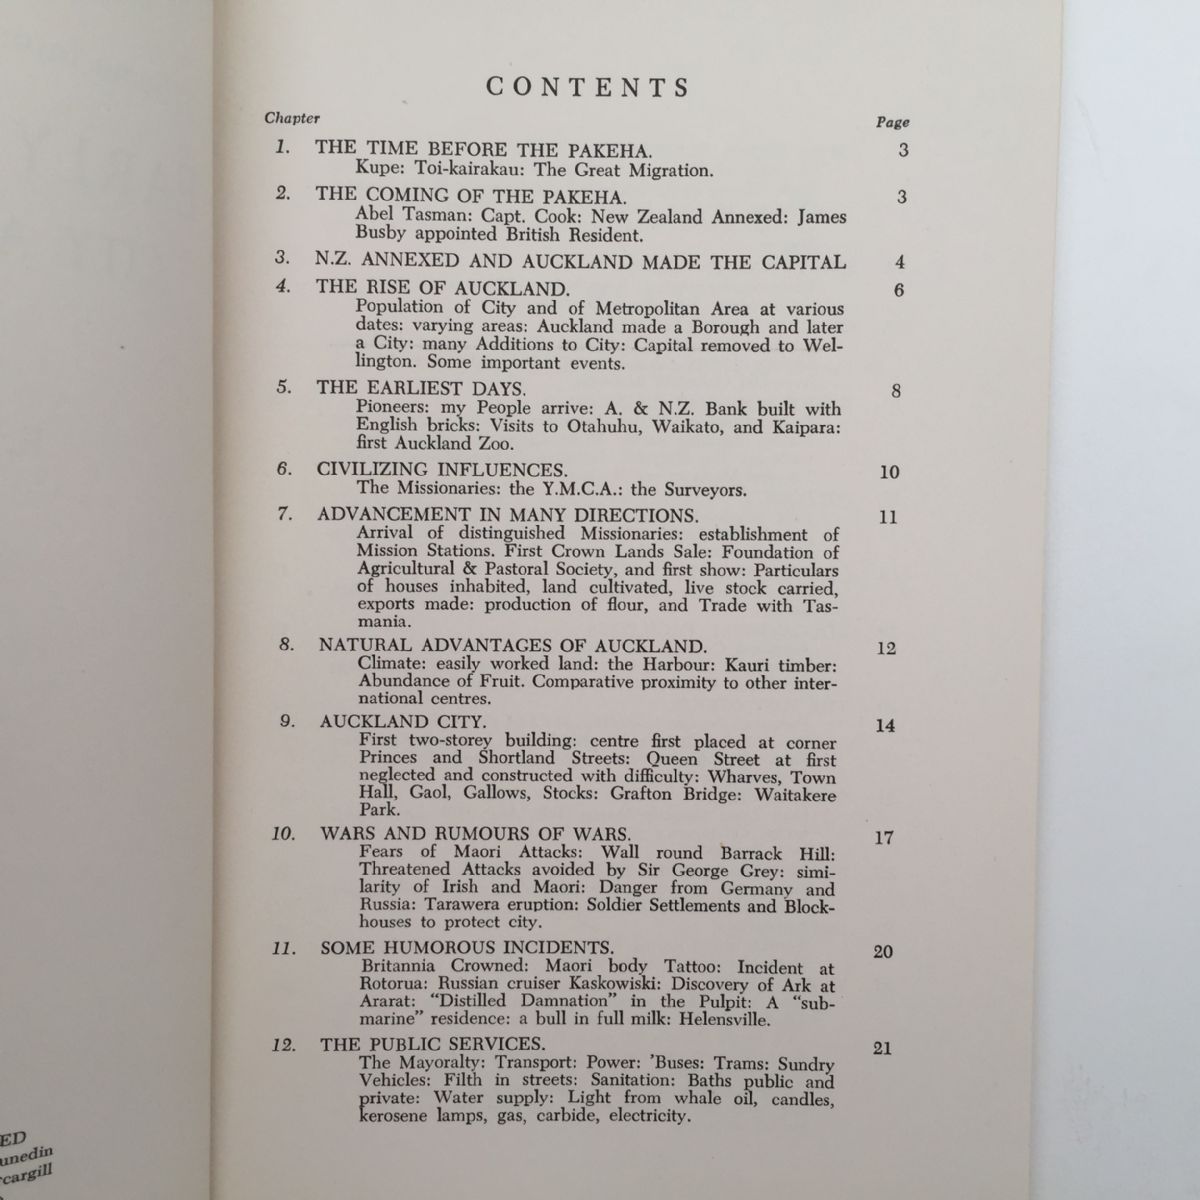 CONTENTS
Chapter Page
1. THE TIME BEFORE THE PAKEHA. 3
Kupe: Toi-kairakau: The Great Migration.
2. THE COMING OF THE PAKEHA. 3
Abel Tasman: Capt. Cook: New Zealand Annexed: James
Busby appointed British Resident.
3. N.Z. ANNEXED AND AUCKLAND MADE THE CAPITAL 4
4. THE RISE OF AUCKLAND. 6
Population of City and of Metropolitan Area at various
dates: varying areas: Auckland made a Borough and later
a City: many Additions to City: Capital removed to Wel-
lington. Some important events.
5. THE EARLIEST DAYS. 8
Pioneers: my People arrive: A. & N.Z. Bank built with
English bricks: Visits to Otahuhu, Waikato, and Kaipara:
first Auckland Zoo.
6. CIVILIZING INFLUENCES. 10
The Missionaries: the Y.M.C.A.: the Surveyors.
7. ADVANCEMENT IN MANY DIRECTIONS. 11
Arrival of distinguished Missionaries: establishment of
Mission Stations. First Crown Lands Sale: Foundation of
Agricultural & Pastoral Society, and first show: Particulars
of houses inhabited, land cultivated, live stock carried,
exports made: production of flour, and Trade with Tas-
mania.
8. NATURAL ADVANTAGES OF AUCKLAND. 12
Climate: easily worked land: the Harbour: Kauri timber:
Abundance of Fruit. Comparative proximity to other inter-
national centres.
9. AUCKLAND CITY. 14
First two-storey building: centre first placed at corner
Princes and Shortland Streets: Queen Street at first
neglected and constructed with difficulty: Wharves, Town
Hall, Gaol, Gallows, Stocks: Grafton Bridge: Waitakere
Park.
10. WARS AND RUMOURS OF WARS. 17
Fears of Maori Attacks: Wall round Barrack Hill:
Threatened Attacks avoided by Sir George Grey: simi-
larity of Irish and Maori: Danger from Germany and
Russia: Tarawera eruption: Soldier Settlements and Block-
houses to protect city.
11. SOME HUMOROUS INCIDENTS. 20
Britannia Crowned: Maori body Tattoo: Incident at
Rotorua: Russian cruiser Kaskowiski: Discovery of Ark at
Ararat: "Distilled Damnation" in the Pulpit: A "sub-
marine" residence: a bull in full milk: Helensville.
12. THE PUBLIC SERVICES. 21
The Mayoralty: Transport: Power: 'Buses: Trams: Sundry
Vehicles: Filth in streets: Sanitation: Baths public and
private: Water supply: Light from whale oil, candles,
kerosene lamps, gas, carbide, electricity.
ED
unedin
rcargill